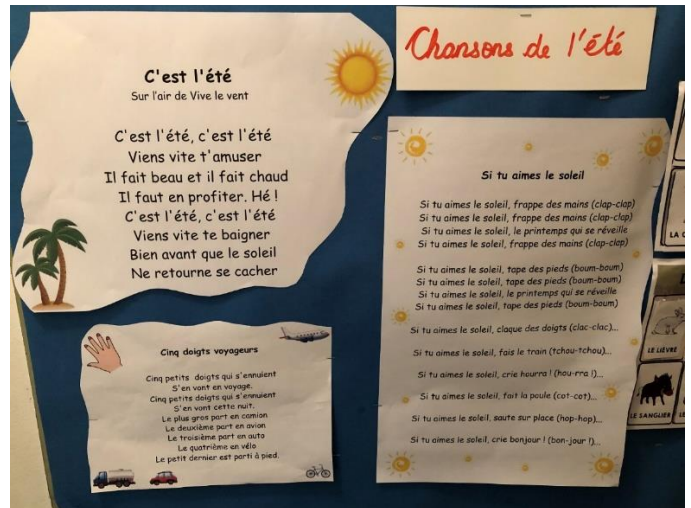 Chansons de l'été
C'est l'été
Sur l'air de Vive le vent
C'est l'été, c'est l'été
Viens vite t'amuser
Il fait beau et il fait chaud
Il faut en profiter. Hé !
C'est l'été, c'est l'été
Viens vite te baigner
Bien avant que le soleil
Ne retourne se cacher
Cinq doigts voyageurs
Cinq petits doigts qui s'ennuient
S'en vont en voyage.
Cinq petits doigts qui s'ennuient
S'en vont cette nuit.
Le plus gros part en camion
Le deuxième part en avion
Le troisième part en auto
Le quatrième en vélo
Le petit dernier est parti à pied.
Si tu aimes le soleil
Si tu aimes le soleil, frappe des mains (clap-clap)
Si tu aimes le soleil, frappe des mains (clap-clap)
Si tu aimes le soleil, le printemps qui se réveille
Si tu aimes le soleil, frappe des mains (clap-clap)
Si tu aimes le soleil, tape des pieds (boum-boum)
Si tu aimes le soleil, tape des pieds (boum-boum)
Si tu aimes le soleil, le printemps qui se réveille
Si tu aimes le soleil, tape des pieds (boum-boum)
Si tu aimes le soleil, claque des doigts (clac-clac)...
Si tu aimes le soleil, fais le train (tchou-tchou)...
Si tu aimes le soleil, crie hourra ! (hou-rra !)...
Si tu aimes le soleil, fait la poule (cot-cot)...
Si tu aimes le soleil, saute sur place (hop-hop)...
Si tu aimes le soleil, crie bonjour ! (bon-jour !)...
LE LIEVRE
LE SANGLIER